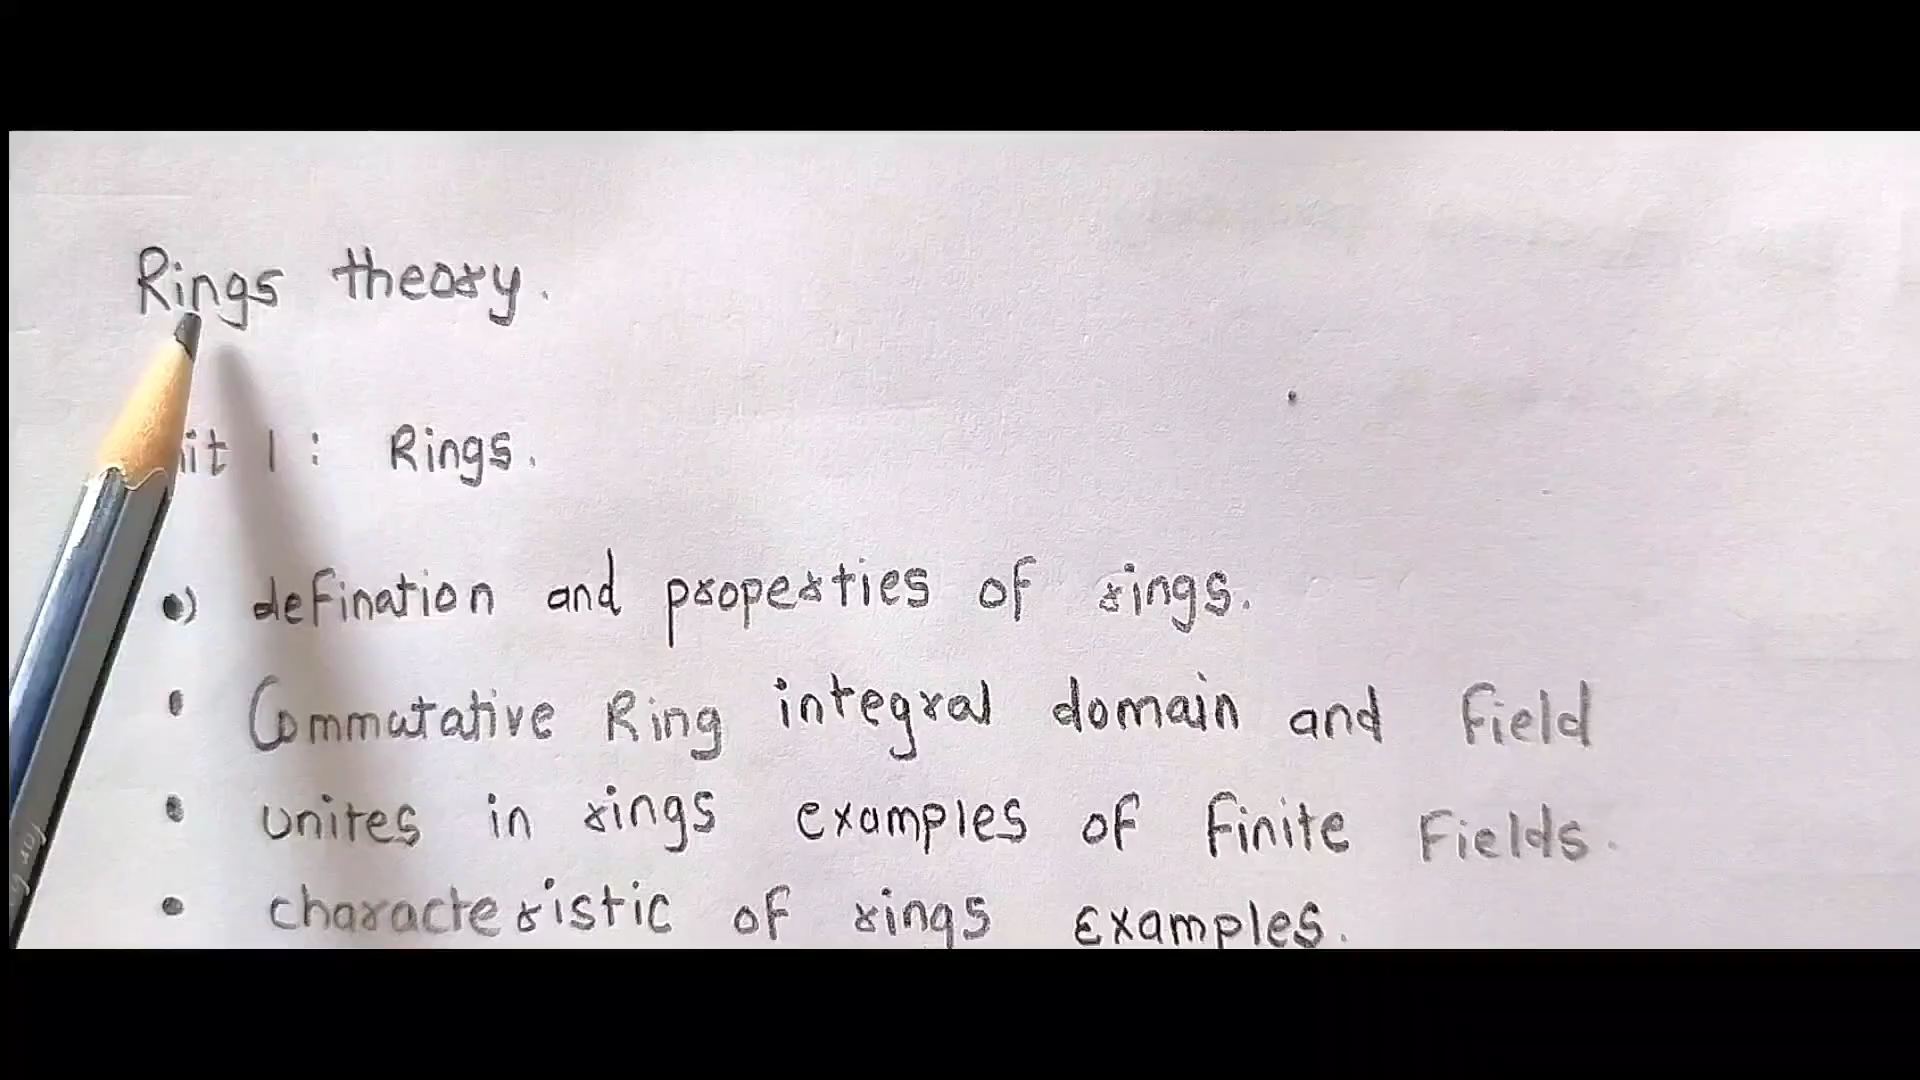 Rings theory.
it 1 : Rings.
•) defination and properties of rings.
• Commutative Ring integral domain and Field
• unites in rings examples of Finite Fields.
• characteristic of rings Examples.